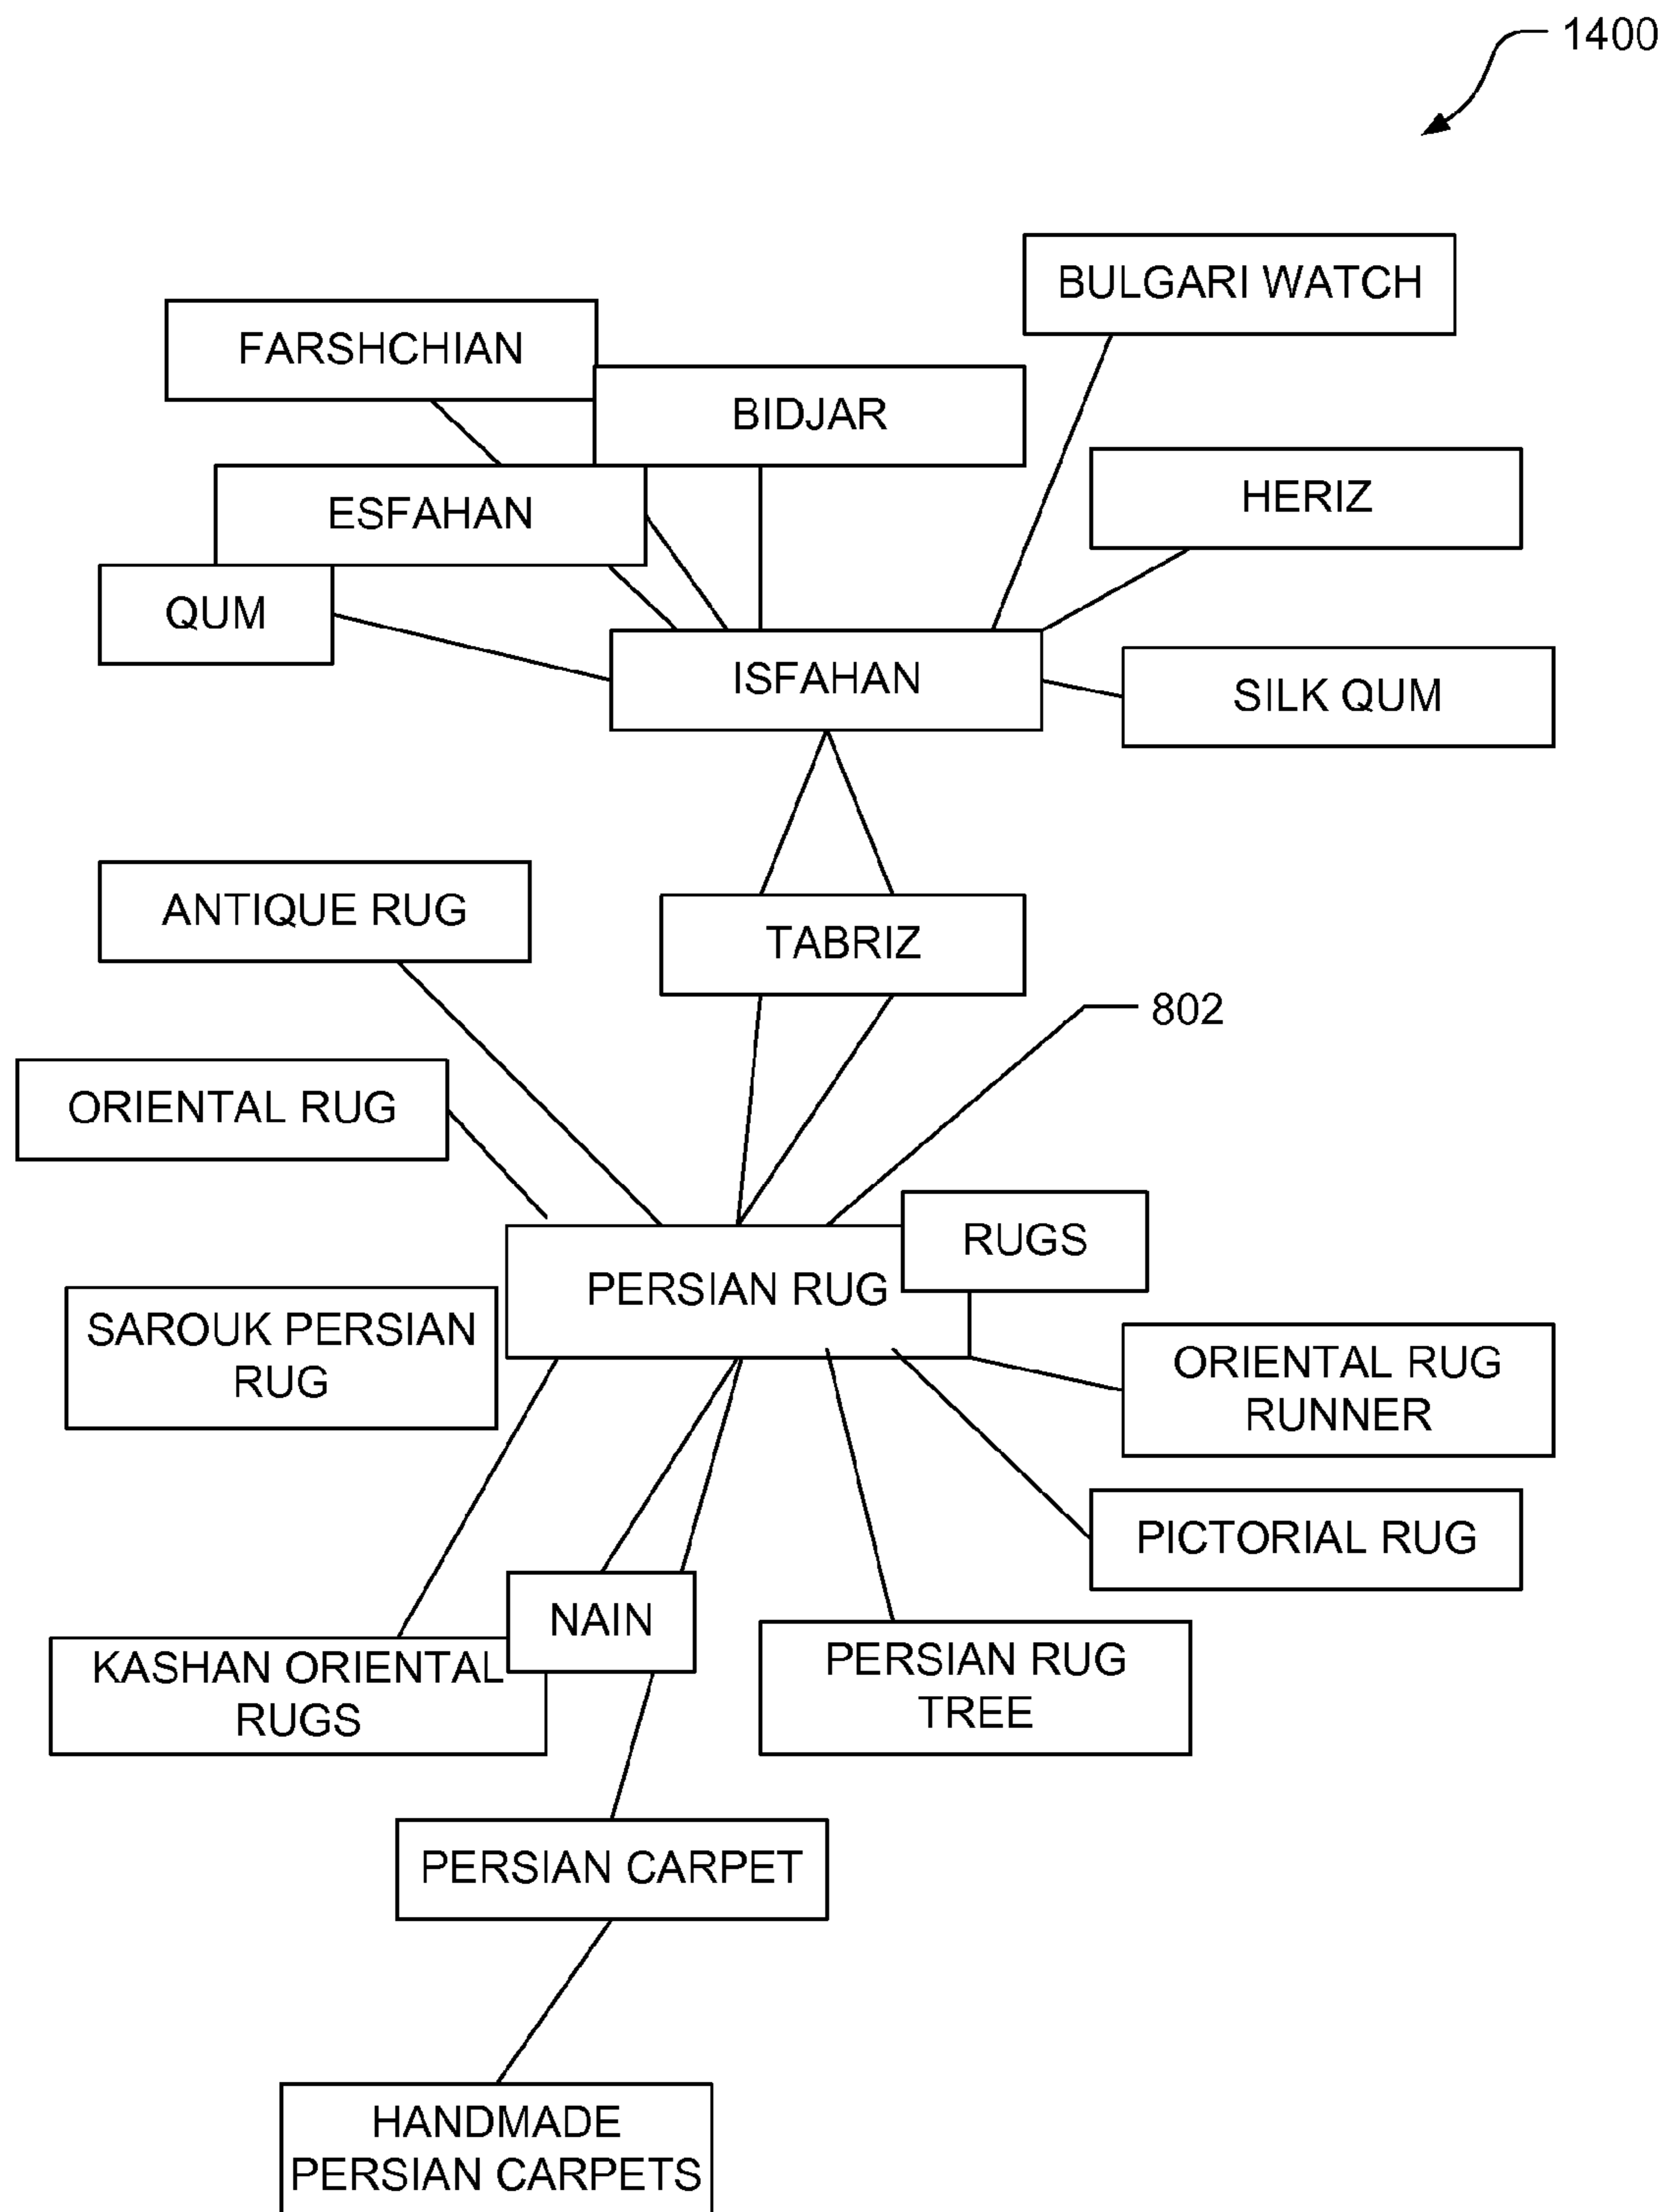 1400
BULGARI WATCH
FARSHCHIAN
BIDJAR
HERIZ
ESFAHAN
QUM
ISFAHAN
SILK QUM
ANTIQUE RUG
TABRIZ
802
ORIENTAL RUG
RUGS
PERSIAN RUG
SAROUK PERSIAN
RUG
ORIENTAL RUG
RUNNER
PICTORIAL RUG
NAIN
KASHAN ORIENTAL
RUGS
PERSIAN RUG
TREE
PERSIAN CARPET
HANDMADE
PERSIAN CARPETS